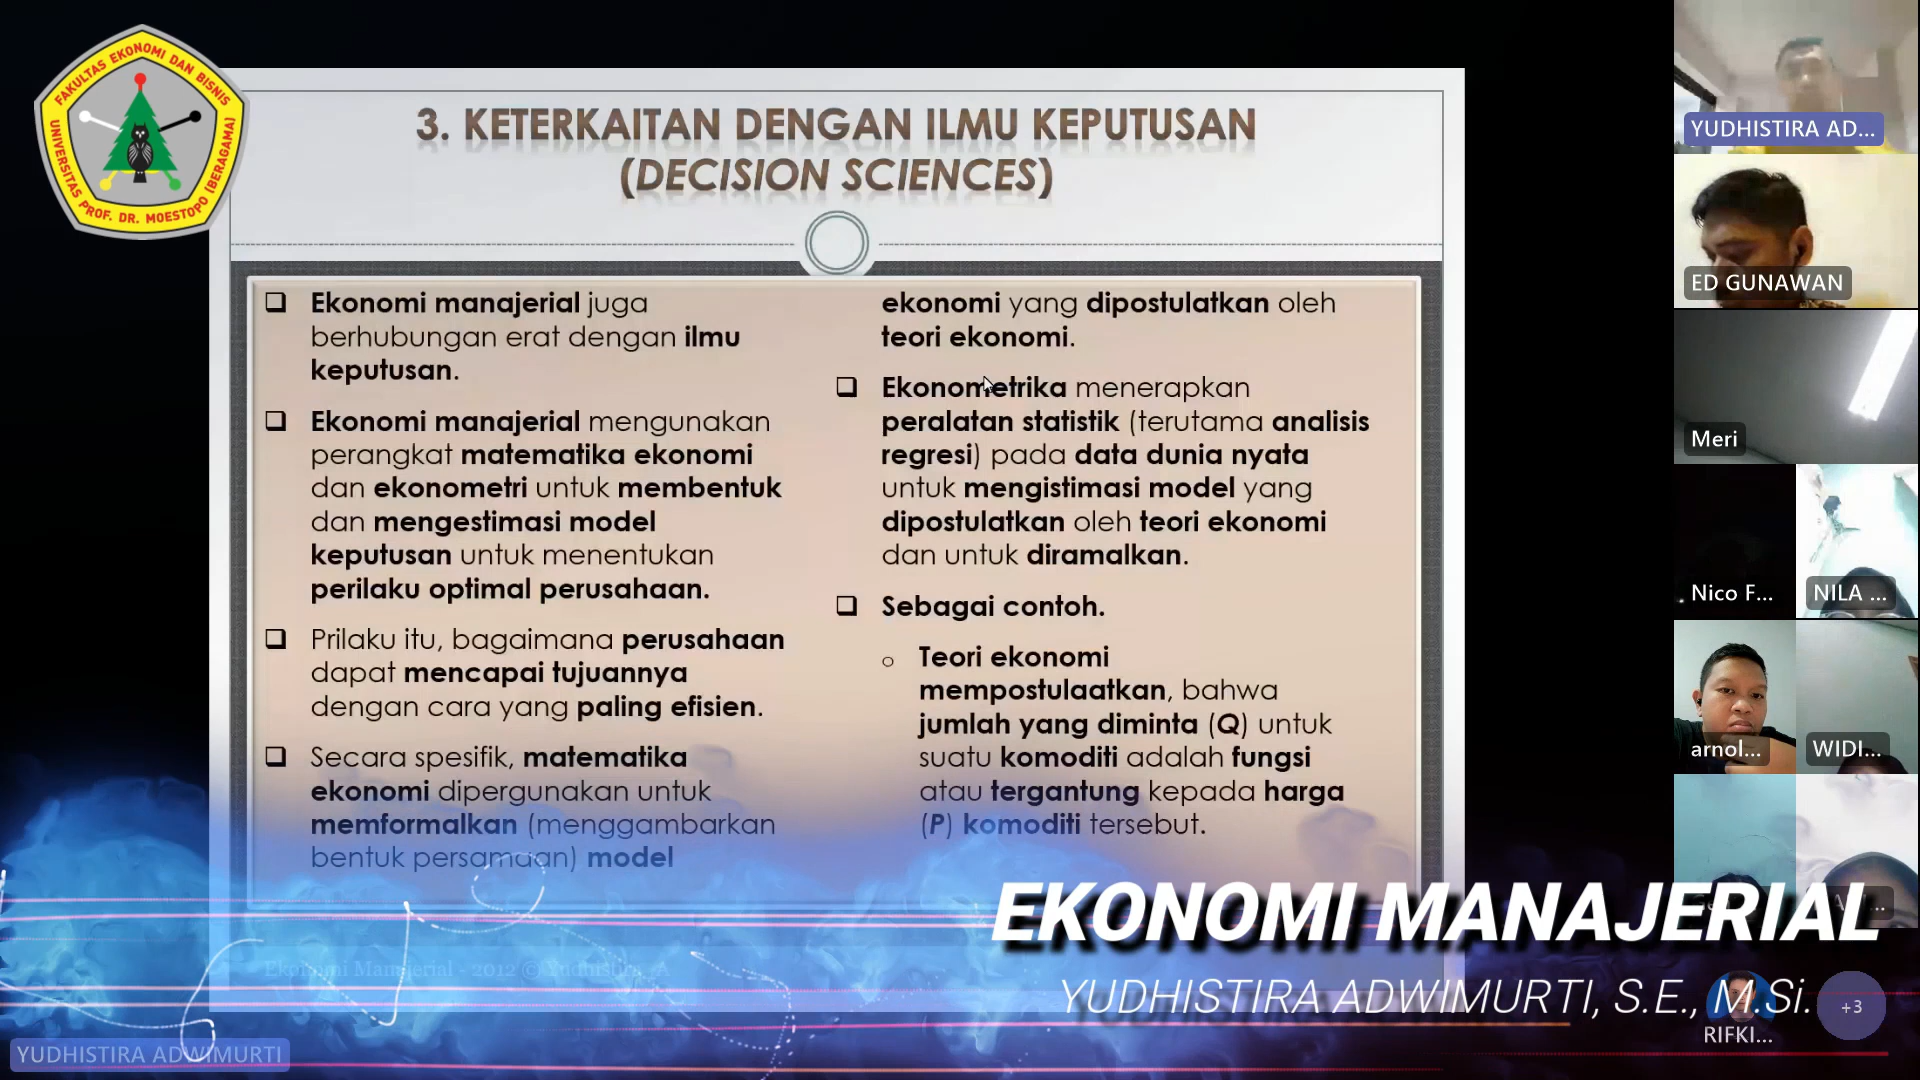 FAKULTAS EKONOMI DAN BISNIS
UNIVERSITAS PROF. DR. MOESTOPO (BERAGAMA)
3. KETERKAITAN DENGAN ILMU KEPUTUSAN
(DECISION SCIENCES)
❑ Ekonomi manajerial juga
berhubungan erat dengan ilmu
keputusan.
❑ Ekonomi manajerial mengunakan
perangkat matematika ekonomi
dan ekonometri untuk membentuk
dan mengestimasi model
keputusan untuk menentukan
perilaku optimal perusahaan.
❑ Prilaku itu, bagaimana perusahaan
dapat mencapai tujuannya
dengan cara yang paling efisien.
❑ Secara spesifik, matematika
ekonomi dipergunakan untuk
memformalkan (menggambarkan
bentuk persamaan) model
ekonomi yang dipostulatkan oleh
teori ekonomi.
❑ Ekonometrika menerapkan
peralatan statistik (terutama analisis
regresi) pada data dunia nyata
untuk mengistimasi model yang
dipostulatkan oleh teori ekonomi
dan untuk diramalkan.
❑ Sebagai contoh.
o Teori ekonomi
mempostulaatkan, bahwa
jumlah yang diminta (Q) untuk
suatu komoditi adalah fungsi
atau tergantung kepada harga
(P) komoditi tersebut.
Ekonomi Manajerial - 2012 © Yudhistira. A
EKONOMI MANAJERIAL
YUDHISTIRA ADWIMURTI, S.E., M.Si.
YUDHISTIRA ADWIMURTI
YUDHISTIRA AD...
ED GUNAWAN
Meri
Nico F...
NILA ...
arnol...
WIDI...
RIFKI...
+3